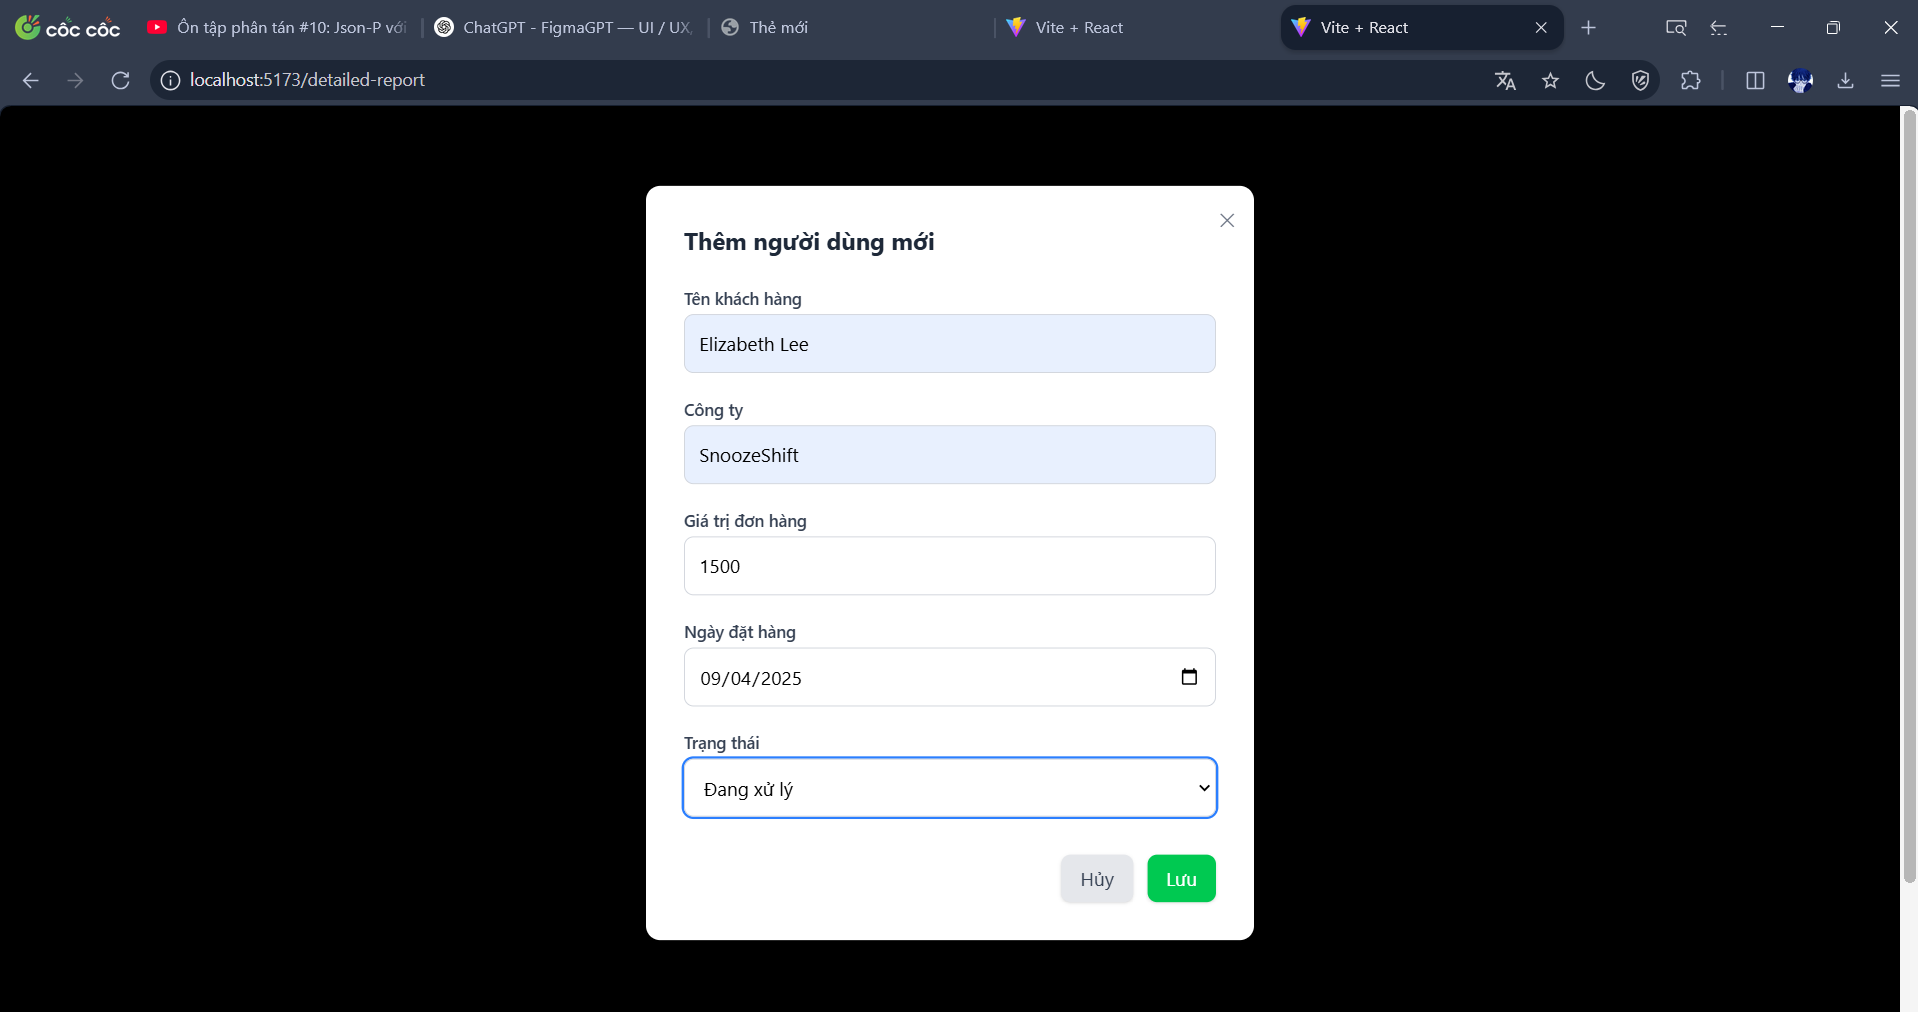 cốc cốc
Ôn tập phân tán #10: Json-P với
ChatGPT - FigmaGPT — UI / UX,
Thẻ mới
Vite + React
Vite + React
localhost:5173/detailed-report
Thêm người dùng mới
Tên khách hàng
Elizabeth Lee
Công ty
SnoozeShift
Giá trị đơn hàng
1500
Ngày đặt hàng
09/04/2025
Trạng thái
Đang xử lý
Hủy
Lưu